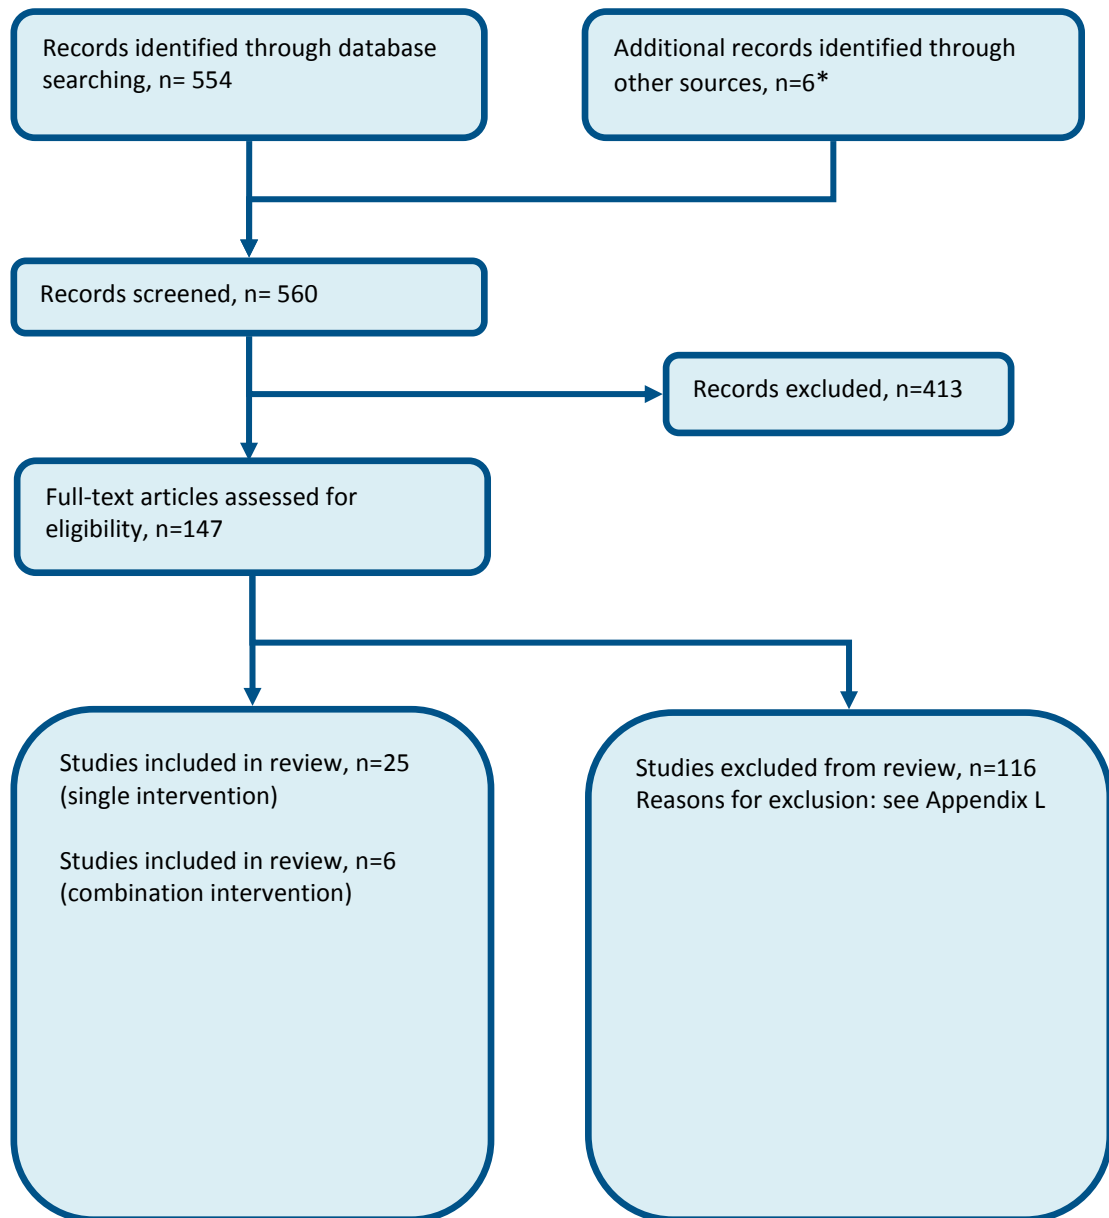 Records identified through database
searching, n= 554
Additional records identified through
other sources, n=6*
Records screened, n= 560
Records excluded, n=413
Full-text articles assessed for
eligibility, n=147
Studies included in review, n=25
(single intervention)
Studies included in review, n=6
(combination intervention)
Studies excluded from review, n=116
Reasons for exclusion: see Appendix L